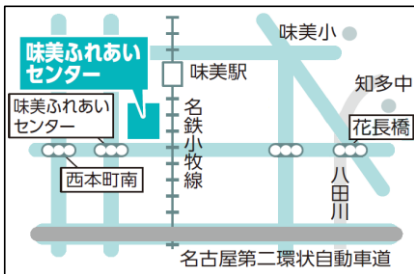 味美ふれあい
センター
味美小
味美駅
知多中
味美ふれあい
センター
花長橋
名鉄小牧線
西本町南
八田川
名古屋第二環状自動車道